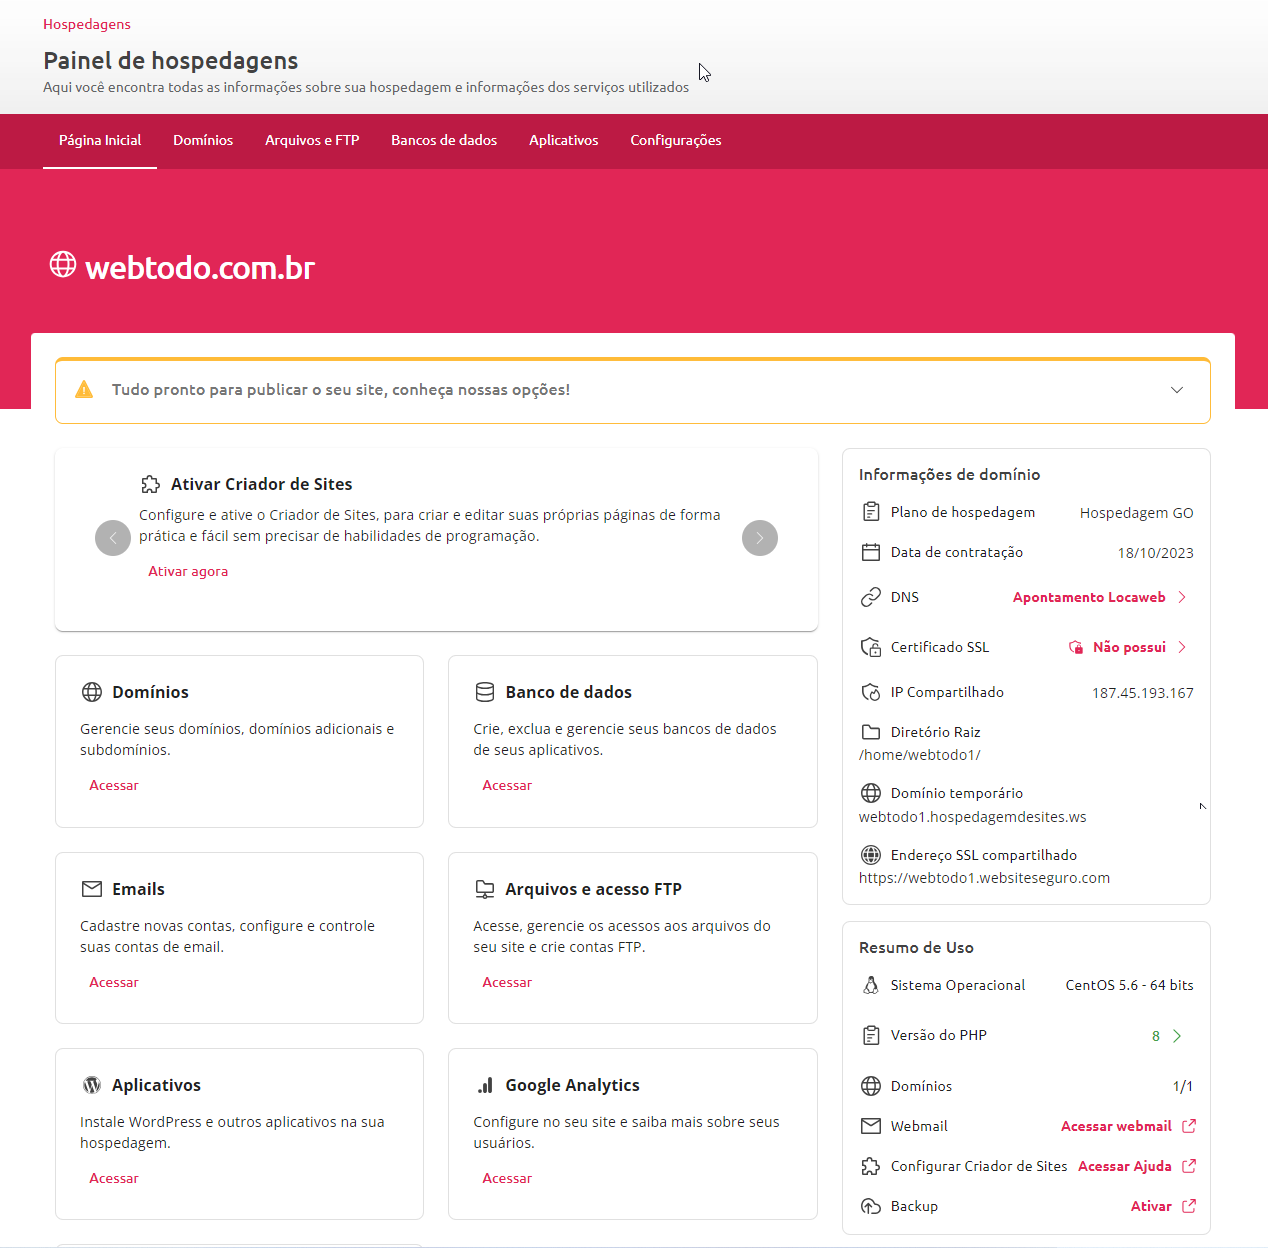 Hospedagens
Painel de hospedagens
Aqui você encontra todas as informações sobre sua hospedagem e informações dos serviços utilizados
Página Inicial Domínios Arquivos e FTP Bancos de dados Aplicativos Configurações
webtodo.com.br
Tudo pronto para publicar o seu site, conheça nossas opções!
Ativar Criador de Sites
Configure e ative o Criador de Sites, para criar e editar suas próprias páginas de forma
prática e fácil sem precisar de habilidades de programação.
Ativar agora
Domínios
Gerencie seus domínios, domínios adicionais e
subdomínios.
Acessar
Banco de dados
Crie, exclua e gerencie seus bancos de dados
de seus aplicativos.
Acessar
Emails
Cadastre novas contas, configure e controle
suas contas de email.
Acessar
Arquivos e acesso FTP
Acesse, gerencie os acessos aos arquivos do
seu site e crie contas FTP.
Acessar
Aplicativos
Instale WordPress e outros aplicativos na sua
hospedagem.
Acessar
Google Analytics
Configure no seu site e saiba mais sobre seus
usuários.
Acessar
Informações de domínio
Plano de hospedagem Hospedagem GO
Data de contratação 18/10/2023
DNS Apontamento Locaweb
Certificado SSL Não possui
IP Compartilhado 187.45.193.167
Diretório Raiz
/home/webtodo1/
Domínio temporário
webtodo1.hospedagemdesites.ws
Endereço SSL compartilhado
https://webtodo1.websiteseguro.com
Resumo de Uso
Sistema Operacional CentOS 5.6 - 64 bits
Versão do PHP 8
Domínios 1/1
Webmail Acessar webmail
Configurar Criador de Sites Acessar Ajuda
Backup Ativar